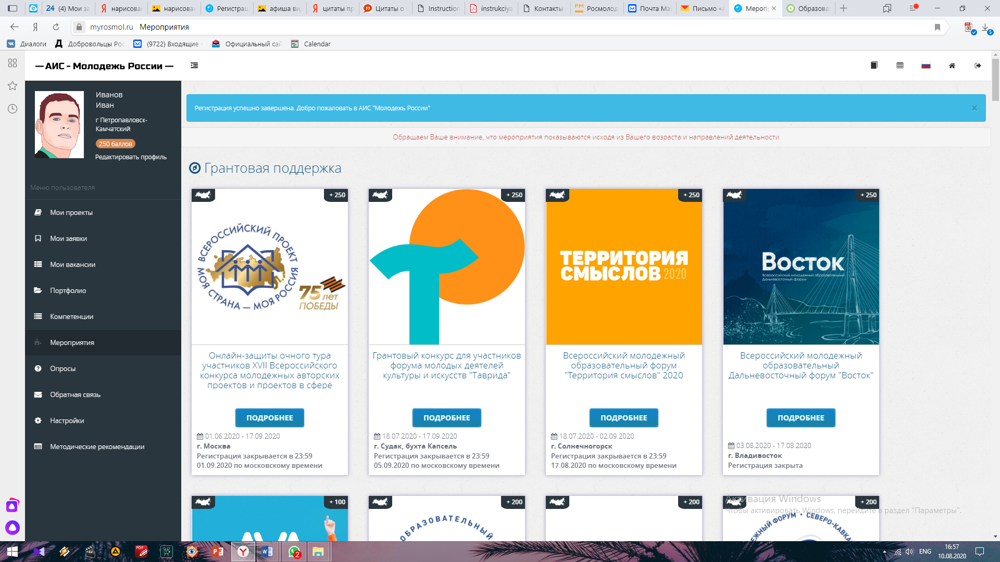 24 (4) Мои за
нарисован
нарисован
Регистрац
афиша ви
цитаты пр
Цитаты о
Instruction
instrukciya
Контакты
Росмолод
Почта Mai
Письмо «А
Меропр
Образова
myrosmol.ru Мероприятия
Диалоги
Добровольцы Рос
(9722) Входящие -
Официальный сай
Calendar
— АИС - Молодежь России —
Иванов
Иван
г Петропавловск-
Камчатский
250 баллов
Редактировать профиль
Меню пользователя
Мои проекты
Мои заявки
Мои вакансии
Портфолио
Компетенции
Мероприятия
Опросы
Обратная связь
Настройки
Методические рекомендации
Регистрация успешно завершена. Добро пожаловать в АИС "Молодежь России"
Обращаем Ваше внимание, что мероприятия показываются исходя из Вашего возраста и направлений деятельности
Грантовая поддержка
+ 250
ВСЕРОССИЙСКИЙ ПРОЕКТ
МОЯ СТРАНА — МОЯ РОССИЯ
75 лет
ПОБЕДЫ
Онлайн-защиты очного тура
участников XVII Всероссийского
конкурса молодежных авторских
проектов и проектов в сфере
ПОДРОБНЕЕ
01.06.2020 - 17.09.2020
г. Москва
Регистрация закрывается в 23:59
01.09.2020 по московскому времени
+ 250
Грантовый конкурс для участников
форума молодых деятелей
культуры и искусств "Таврида"
ПОДРОБНЕЕ
18.07.2020 - 17.09.2020
г. Судак, бухта Капсель
Регистрация закрывается в 23:59
05.09.2020 по московскому времени
+ 250
ТЕРРИТОРИЯ
СМЫСЛОВ 2020
Всероссийский молодежный
образовательный форум
"Территория смыслов" 2020
ПОДРОБНЕЕ
18.07.2020 - 02.09.2020
г. Солнечногорск
Регистрация закрывается в 23:59
17.08.2020 по московскому времени
+ 250
Восток
Всероссийский молодежный образовательный
Дальневосточный форум
Всероссийский молодежный
образовательный
Дальневосточный форум "Восток"
ПОДРОБНЕЕ
03.08.2020 - 17.08.2020
г. Владивосток
Регистрация закрыта
+ 100
+ 200
ОБРАЗОВАТЕЛЬНЫЙ
+ 200
+ 200
ЖНЫЙ ФОРУМ • СЕВЕРО-КАВКА
Активация Windows
Чтобы активировать Windows, перейдите в раздел "Параметры".
ENG
16:57
10.08.2020